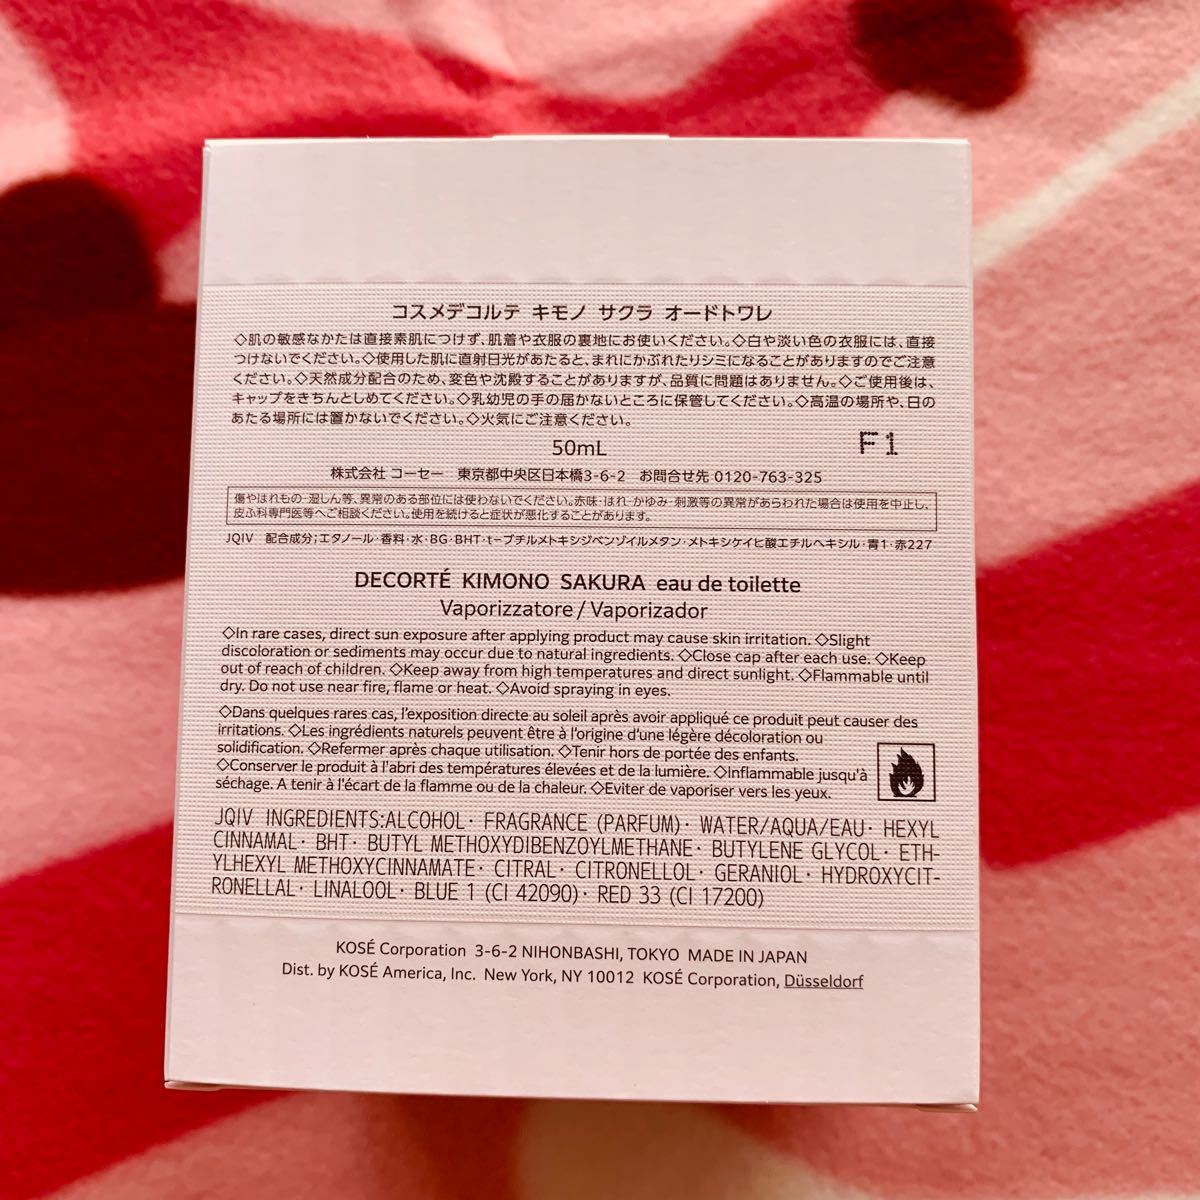 コスメデコルテ キモノ サクラ オードトワレ
◇肌の敏感なかたは直接素肌につけず、肌着や衣服の裏地にお使いください。◇白や淡い色の衣服には、直接
つけないでください。◇使用した肌に直射日光があたると、まれにかぶれたりシミになることがありますのでご注意
ください。◇天然成分配合のため、変色や沈殿することがありますが、品質に問題はありません。◇ご使用後は、
キャップをきちんとしめてください。◇乳幼児の手の届かないところに保管してください。◇高温の場所や、日の
あたる場所には置かないでください。◇火気にご注意ください。
50mL
F1
株式会社 コーセー 東京都中央区日本橋3-6-2 お問合せ先 0120-763-325
傷やはれもの・湿しん等、異常のある部位には使わないでください。赤味・はれ・かゆみ・刺激等の異常があらわれた場合は使用を中止し、
皮ふ科専門医等へご相談ください。使用を続けると症状が悪化することがあります。
JQIV 配合成分;エタノール・香料・水・BG・BHT・t-ブチルメトキシジベンゾイルメタン・メトキシケイヒ酸エチルヘキシル・青1・赤227
DECORTÉ KIMONO SAKURA eau de toilette
Vaporizzatore / Vaporizador
◇In rare cases, direct sun exposure after applying product may cause skin irritation. ◇Slight
discoloration or sediments may occur due to natural ingredients. ◇Close cap after each use. ◇Keep
out of reach of children. ◇Keep away from high temperatures and direct sunlight. ◇Flammable until
dry. Do not use near fire, flame or heat. ◇Avoid spraying in eyes.
◇Dans quelques rares cas, l'exposition directe au soleil après avoir appliqué ce produit peut causer des
irritations. ◇Les ingrédients naturels peuvent être à l'origine d'une légère décoloration ou
solidification. ◇Refermer après chaque utilisation. ◇Tenir hors de portée des enfants.
◇Conserver le produit à l'abri des températures élevées et de la lumière. ◇Inflammable jusqu'à
séchage. A tenir à l'écart de la flamme ou de la chaleur. ◇Eviter de vaporiser vers les yeux.
JQIV INGREDIENTS:ALCOHOL・ FRAGRANCE (PARFUM)・ WATER/AQUA/EAU・ HEXYL
CINNAMAL・ BHT・ BUTYL METHOXYDIBENZOYLMETHANE・ BUTYLENE GLYCOL・ ETH-
YLHEXYL METHOXYCINNAMATE・ CITRAL・ CITRONELLOL・ GERANIOL・ HYDROXYCIT-
RONELLAL・ LINALOOL・ BLUE 1 (CI 42090)・ RED 33 (CI 17200)
KOSÉ Corporation 3-6-2 NIHONBASHI, TOKYO MADE IN JAPAN
Dist. by KOSÉ America, Inc. New York, NY 10012 KOSÉ Corporation, Düsseldorf